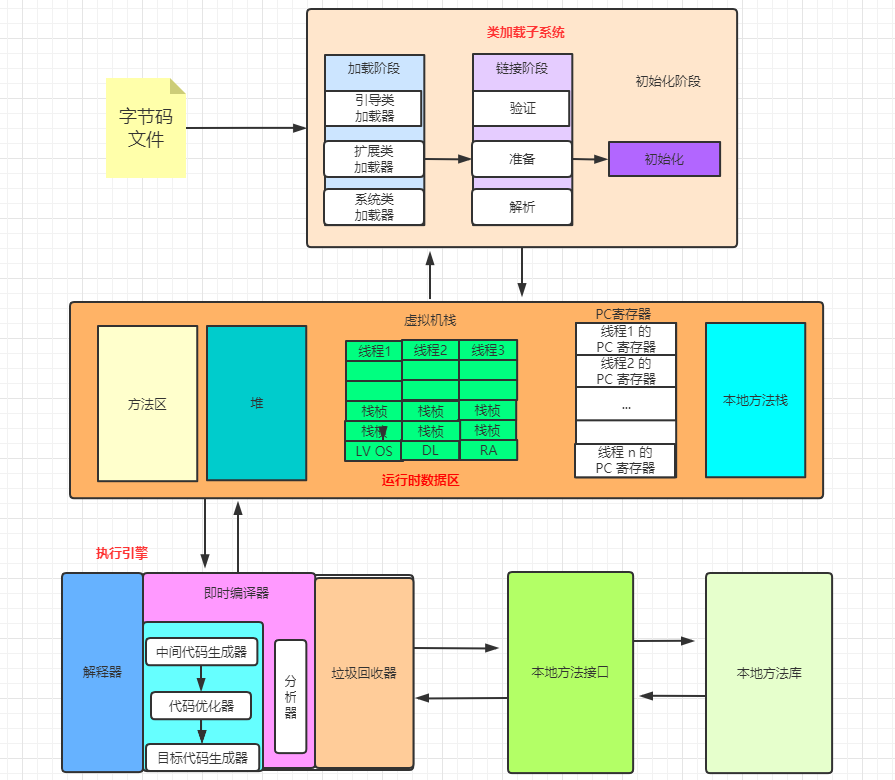 类加载子系统
字节码
文件
加载阶段
引导类
加载器
扩展类
加载器
系统类
加载器
链接阶段
验证
准备
解析
初始化阶段
初始化
方法区
堆
虚拟机栈
线程1
线程2
线程3
栈桢
栈桢
栈桢
栈桢
栈桢
栈桢
LV OS
DL
RA
运行时数据区
PC寄存器
线程1 的
PC 寄存器
线程2 的
PC 寄存器
...
线程 n 的
PC 寄存器
本地方法栈
执行引擎
解释器
即时编译器
中间代码生成器
代码优化器
目标代码生成器
分
析
器
垃圾回收器
本地方法接口
本地方法库